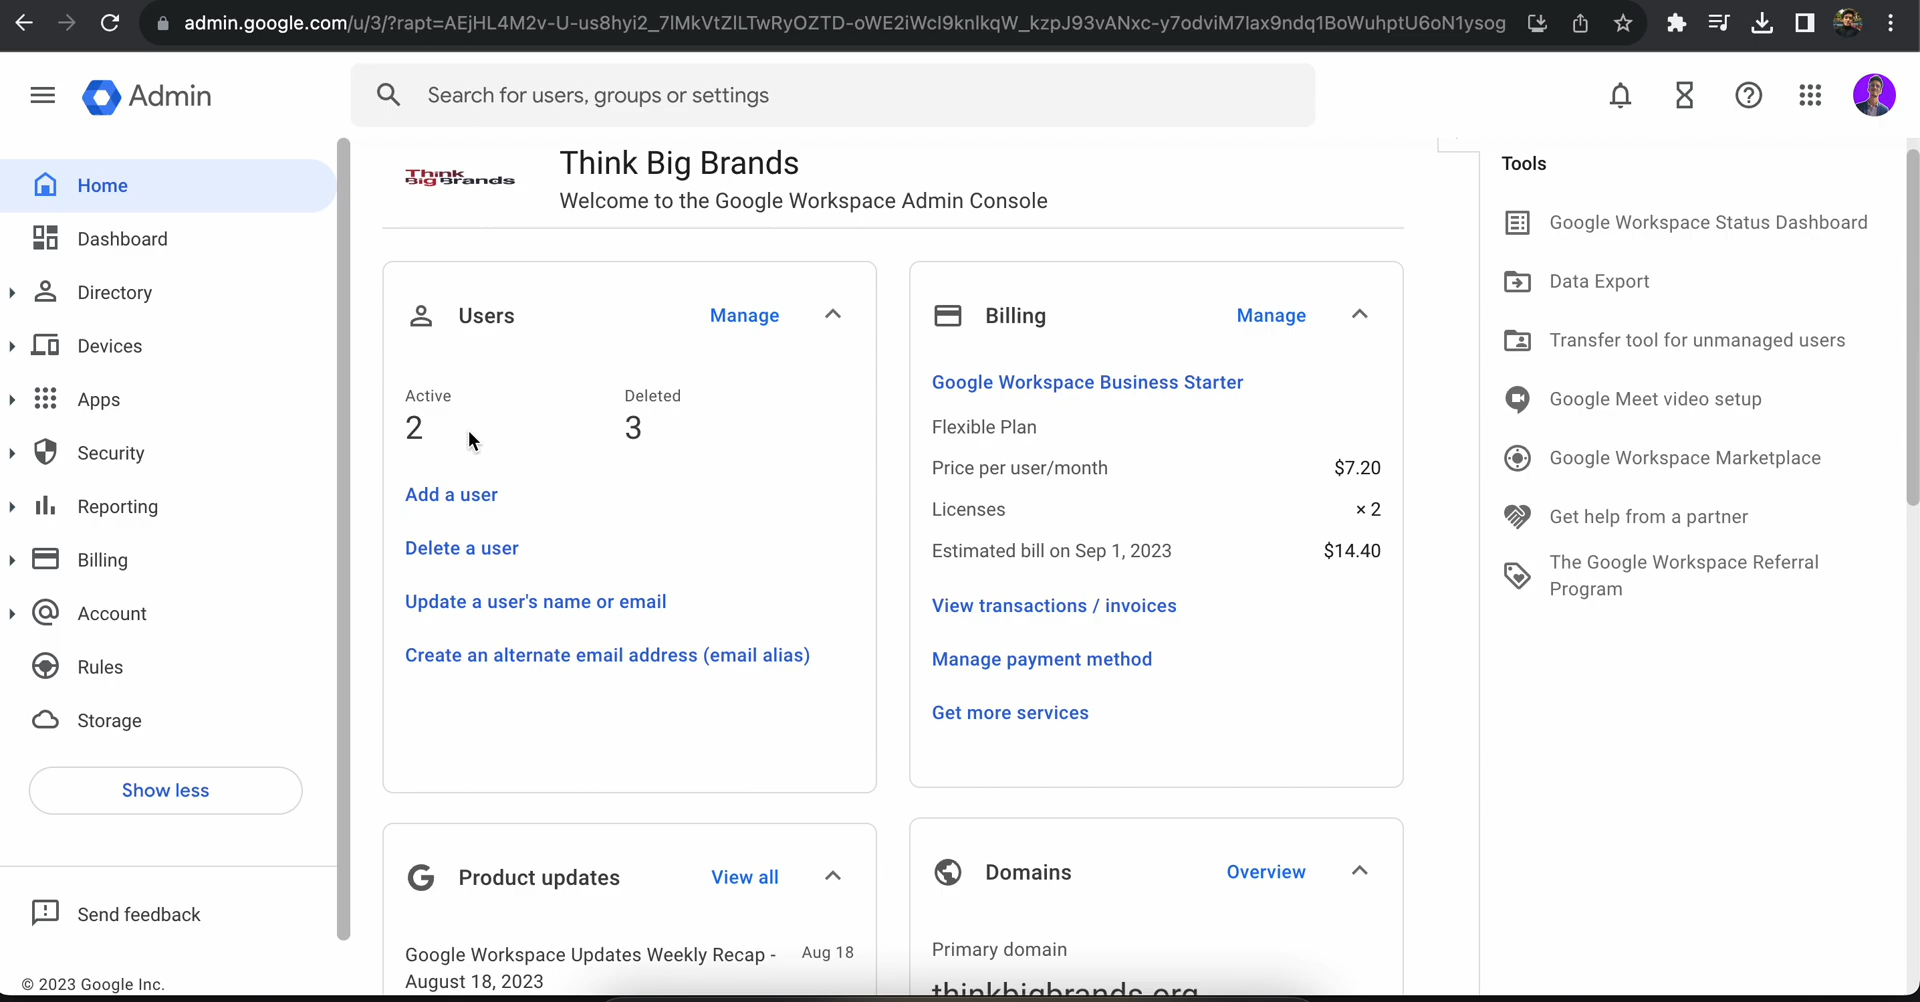 admin.google.com/u/3/?rapt=AEjHL4M2v-U-us8hyi2_7lMkVtZlLTwRyOZTD-oWE2iWcI9knlkqW_kzpJ93vANxc-y7odviM7lax9ndq1BoWuhptU6oN1ysog
Admin
Search for users, groups or settings
Home
Dashboard
Directory
Devices
Apps
Security
Reporting
Billing
Account
Rules
Storage
Show less
Send feedback
© 2023 Google Inc.
Think
Big Brands
Think Big Brands
Welcome to the Google Workspace Admin Console
Users
Manage
Active
Deleted
2
3
Add a user
Delete a user
Update a user's name or email
Create an alternate email address (email alias)
Billing
Manage
Google Workspace Business Starter
Flexible Plan
Price per user/month $7.20
Licenses × 2
Estimated bill on Sep 1, 2023 $14.40
View transactions / invoices
Manage payment method
Get more services
Product updates
View all
Google Workspace Updates Weekly Recap - Aug 18
August 18, 2023
Domains
Overview
Primary domain
thinkbigbrands.org
Tools
Google Workspace Status Dashboard
Data Export
Transfer tool for unmanaged users
Google Meet video setup
Google Workspace Marketplace
Get help from a partner
The Google Workspace Referral
Program